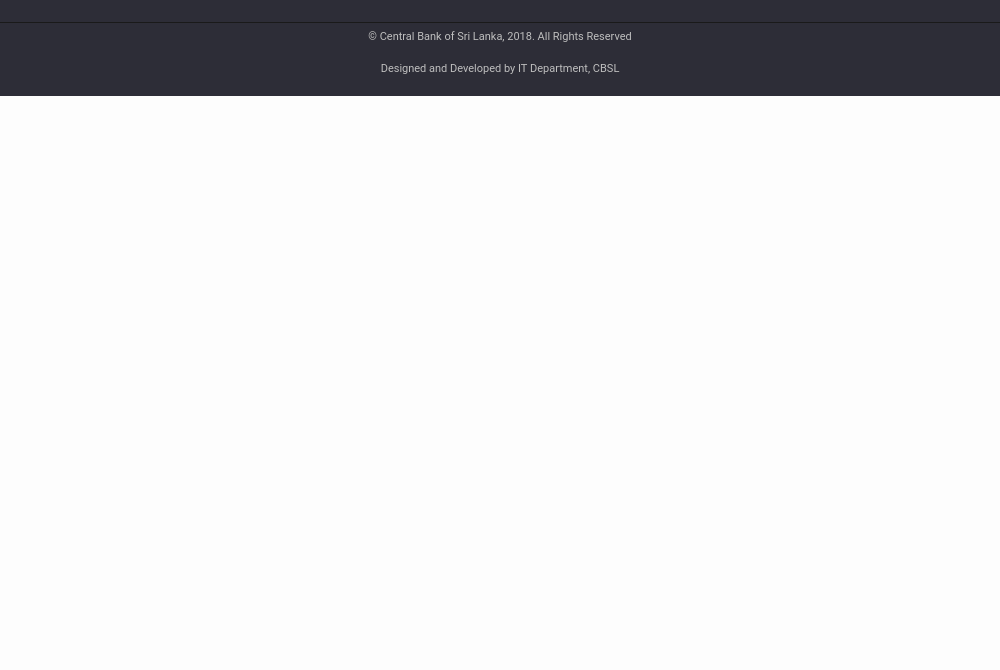 © Central Bank of Sri Lanka, 2018. All Rights Reserved
Designed and Developed by IT Department, CBSL